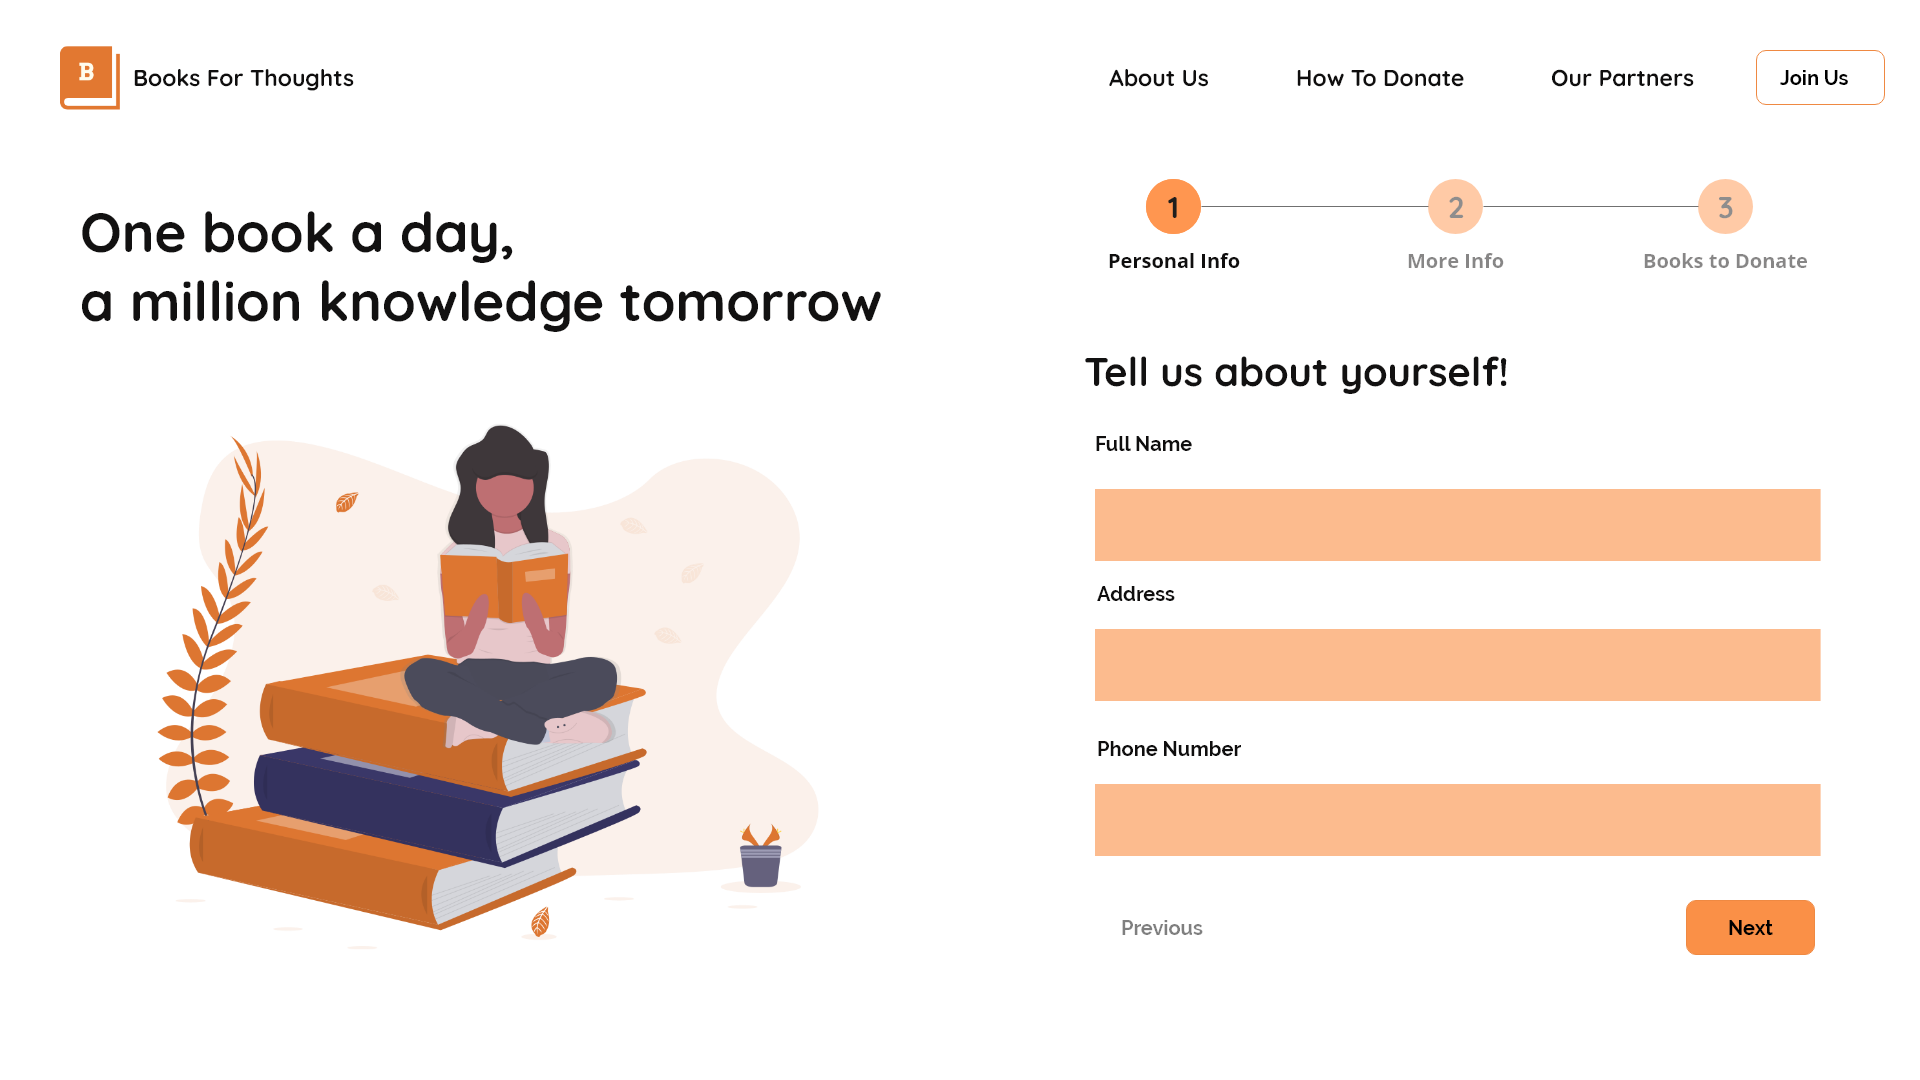 B
Books For Thoughts
About Us
How To Donate
Our Partners
Join Us
One book a day,
a million knowledge tomorrow
1
2
3
Personal Info
More Info
Books to Donate
Tell us about yourself!
Full Name
Address
Phone Number
Previous
Next